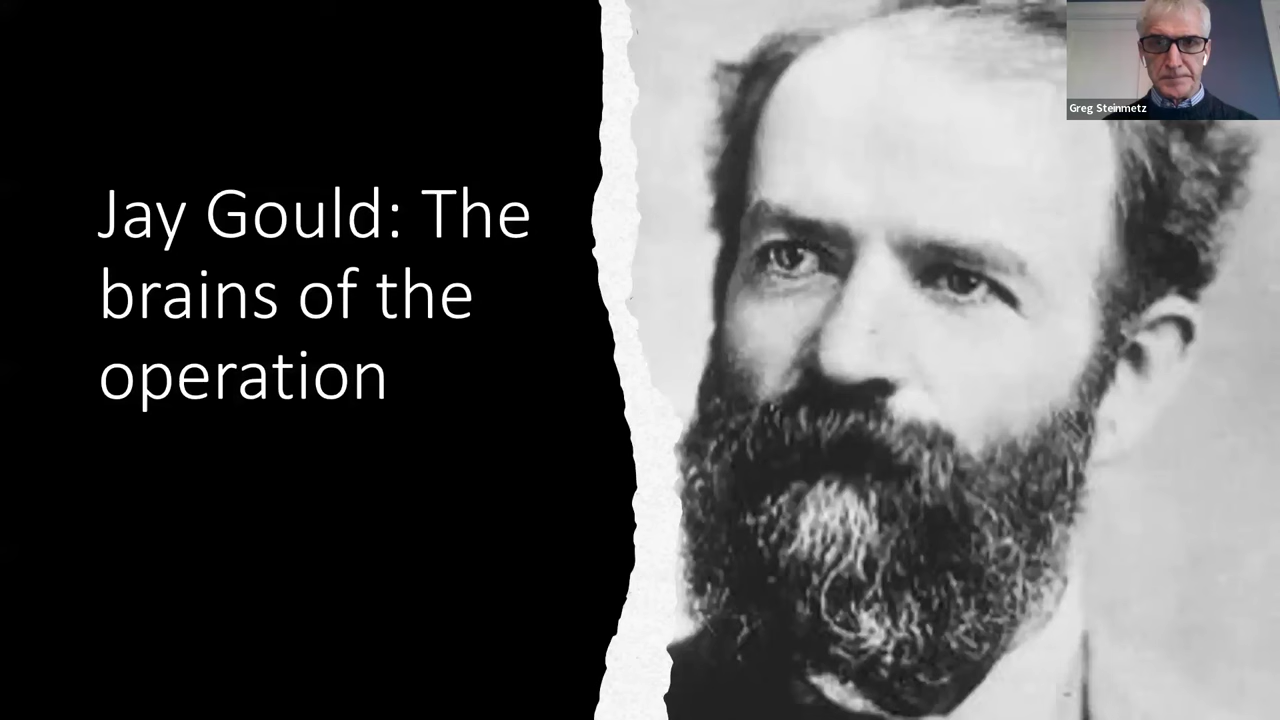 Jay Gould: The
brains of the
operation
Greg Steinmetz